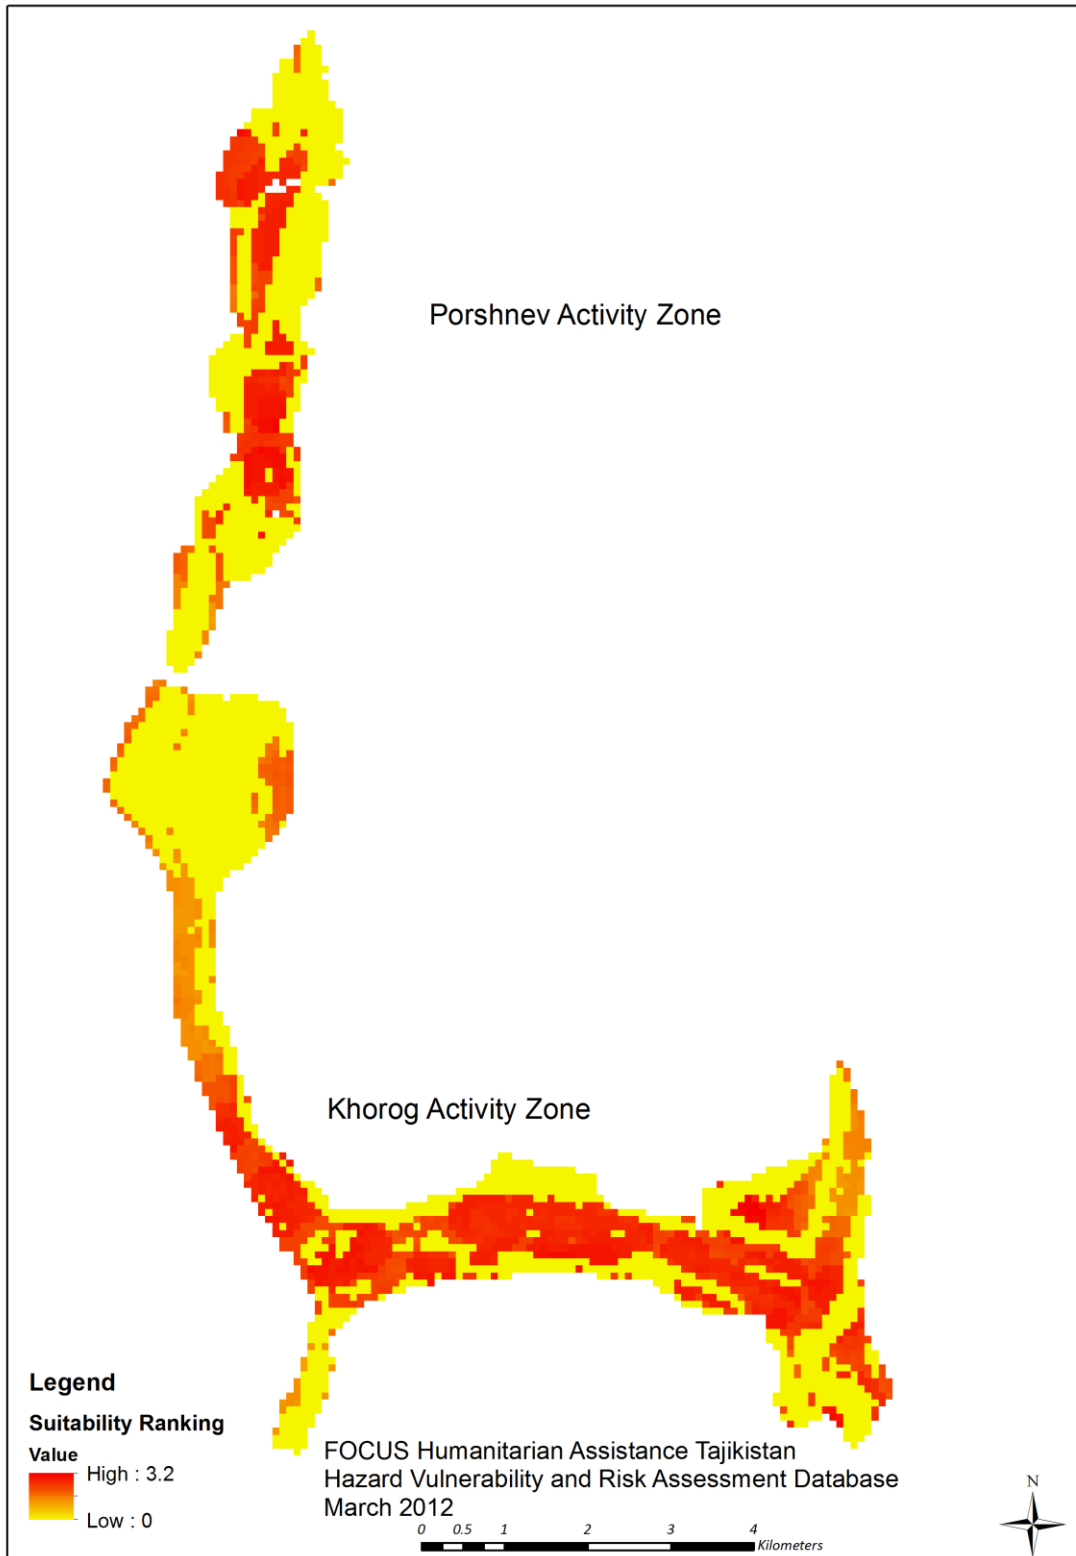 Porshnev Activity Zone
Khorog Activity Zone
Legend
Suitability Ranking
Value
High : 3.2
Low : 0
FOCUS Humanitarian Assistance Tajikistan
Hazard Vulnerability and Risk Assessment Database
March 2012
0 0.5 1 2 3 4
Kilometers
N